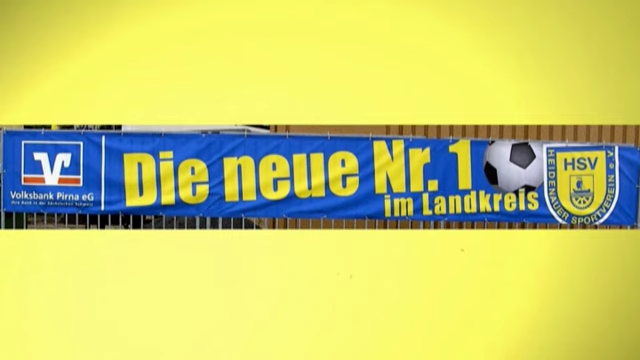 Volksbank Pirna eG
Die neue Nr. 1
im Landkreis
HSV
HEIDENAUER SPORTVEREIN e.V.